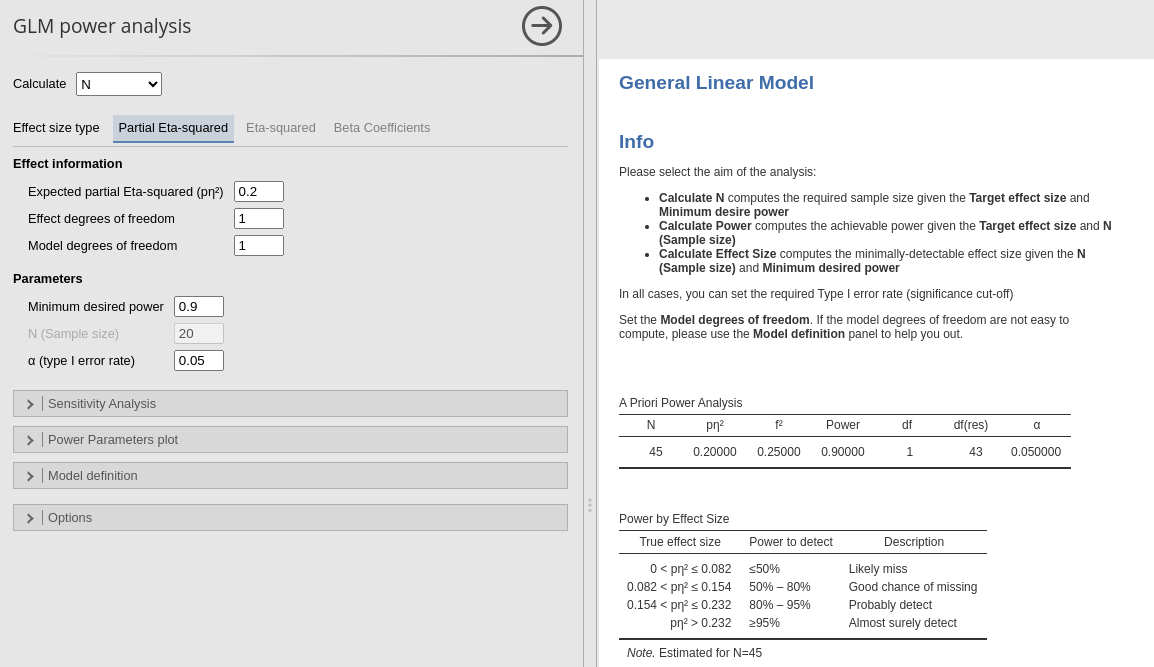 GLM power analysis
Calculate N
Effect size type Partial Eta-squared Eta-squared Beta Coefficients
Effect information
Expected partial Eta-squared (pη²) 0.2
Effect degrees of freedom 1
Model degrees of freedom 1
Parameters
Minimum desired power 0.9
N (Sample size) 20
α (type I error rate) 0.05
Sensitivity Analysis
Power Parameters plot
Model definition
Options
General Linear Model
Info
Please select the aim of the analysis:
• Calculate N computes the required sample size given the Target effect size and
Minimum desire power
• Calculate Power computes the achievable power given the Target effect size and N
(Sample size)
• Calculate Effect Size computes the minimally-detectable effect size given the N
(Sample size) and Minimum desired power
In all cases, you can set the required Type I error rate (significance cut-off)
Set the Model degrees of freedom. If the model degrees of freedom are not easy to
compute, please use the Model definition panel to help you out.
A Priori Power Analysis
N pη² f² Power df df(res) α
45 0.20000 0.25000 0.90000 1 43 0.050000
Power by Effect Size
True effect size Power to detect Description
0 < pη² ≤ 0.082 ≤50% Likely miss
0.082 < pη² ≤ 0.154 50% – 80% Good chance of missing
0.154 < pη² ≤ 0.232 80% – 95% Probably detect
pη² > 0.232 ≥95% Almost surely detect
Note. Estimated for N=45